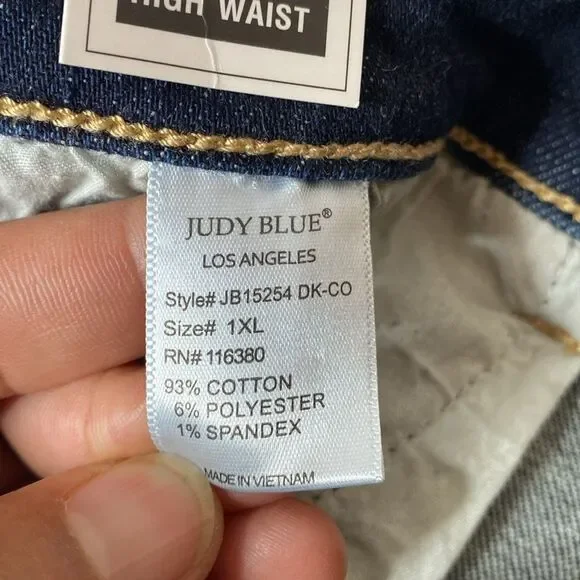 HIGH WAIST
JUDY BLUE®
LOS ANGELES
Style# JB15254 DK-CO
Size# 1XL
RN# 116380
93% COTTON
6% POLYESTER
1% SPANDEX
MADE IN VIETNAM